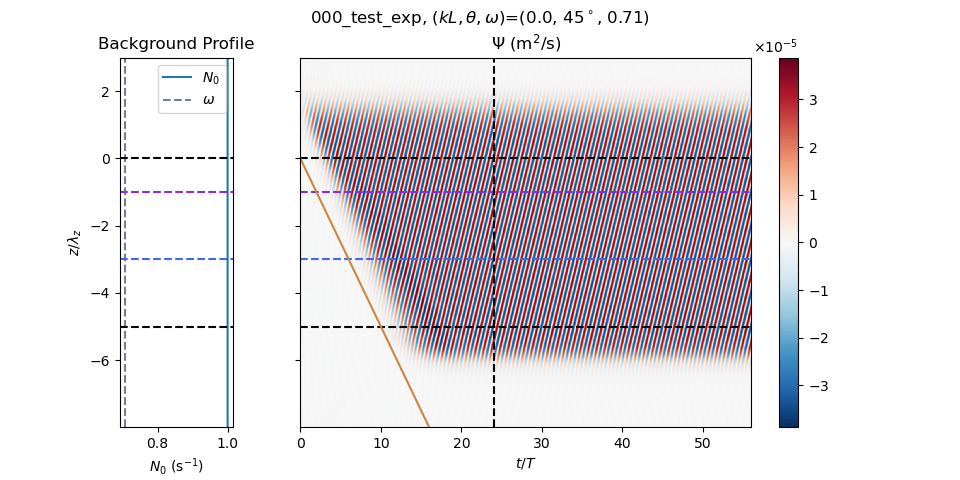 000_test_exp, (kL, θ, ω)=(0.0, 45°, 0.71)
Background Profile
Ψ (m²/s)
×10⁻⁵
N₀
ω
2
0
−2
−4
−6
z/λ_z
0.8
1.0
N₀ (s⁻¹)
0
10
20
30
40
50
t/T
3
2
1
0
−1
−2
−3